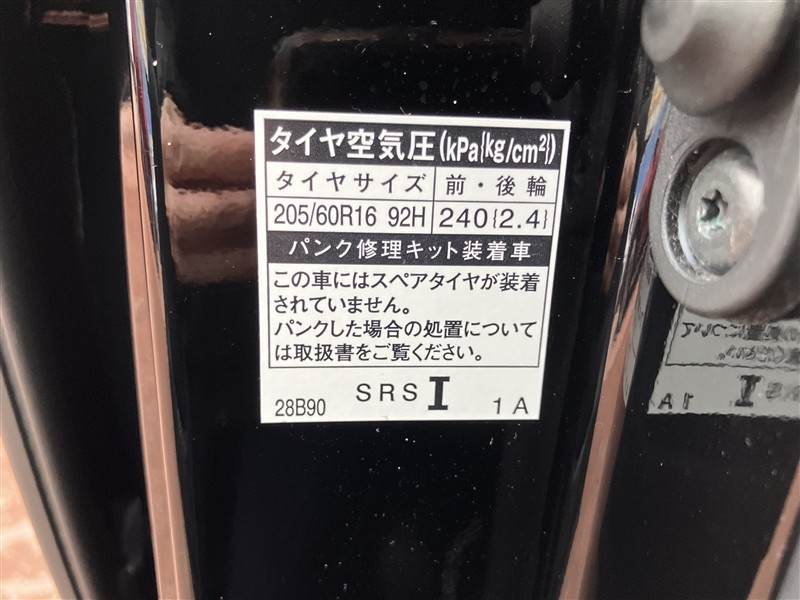 タイヤ空気圧(kPa{kg/cm²})
タイヤサイズ 前・後輪
205/60R16 92H 240{2.4}
パンク修理キット装着車
この車にはスペアタイヤが装着
されていません。
パンクした場合の処置について
は取扱書をご覧ください。
28B90 SRS I 1A